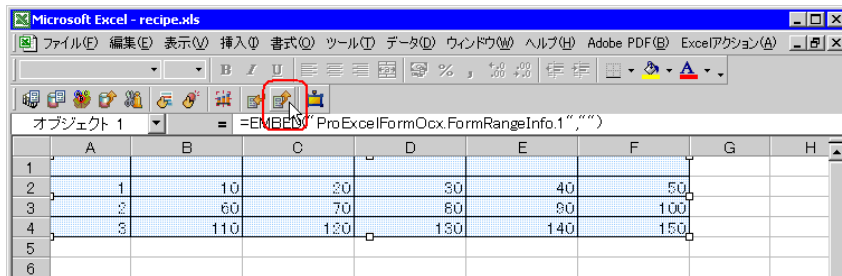 Microsoft Excel - recipe.xls
ファイル(F) 編集(E) 表示(V) 挿入(I) 書式(O) ツール(T) データ(D) ウィンドウ(W) ヘルプ(H) Adobe PDF(B) Excelアクション(A)
B I U % , +.0 .00 .00 +.0 A
オブジェクト 1 = =EMBED("ProExcelFormOcx.FormRangeInfo.1","")
A B C D E F G H
1
2 1 10 20 30 40 50
3 2 60 70 80 90 100
4 3 110 120 130 140 150
5
6